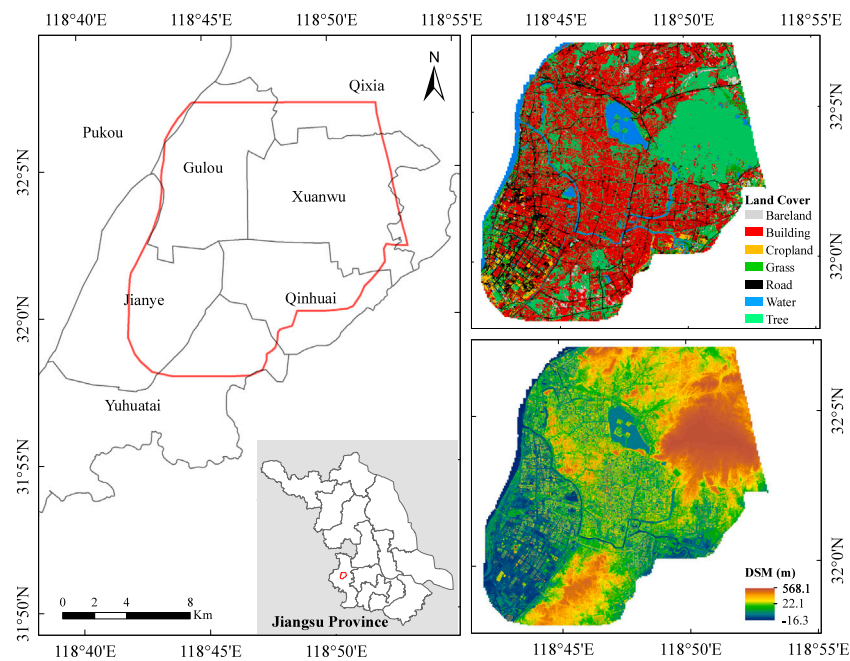 118°40'E 118°45'E 118°50'E 118°55'E
118°45'E 118°50'E 118°55'E
N
Qixia
Pukou
Gulou
Xuanwu
Jianye
Qinhuai
Yuhuatai
32°5'N
32°0'N
31°55'N
31°50'N
0 2 4 8
Km
Jiangsu Province
118°40'E 118°45'E 118°50'E
Land Cover
Bareland
Building
Cropland
Grass
Road
Water
Tree
32°5'N
32°0'N
DSM (m)
568.1
22.1
-16.3
32°5'N
32°0'N
118°45'E 118°50'E 118°55'E